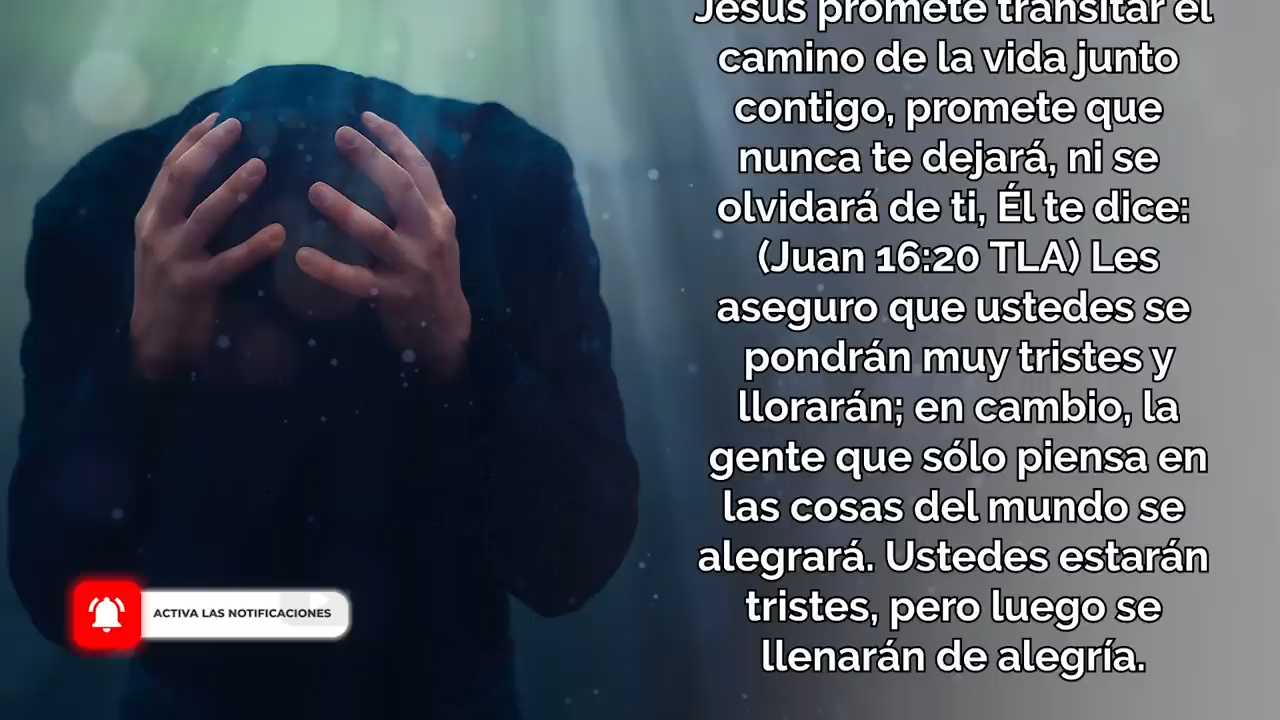 Jesús promete transitar el
camino de la vida junto
contigo, promete que
nunca te dejará, ni se
olvidará de ti, Él te dice:
(Juan 16:20 TLA) Les
aseguro que ustedes se
pondrán muy tristes y
llorarán; en cambio, la
gente que sólo piensa en
las cosas del mundo se
alegrará. Ustedes estarán
tristes, pero luego se
llenarán de alegría.
ACTIVA LAS NOTIFICACIONES